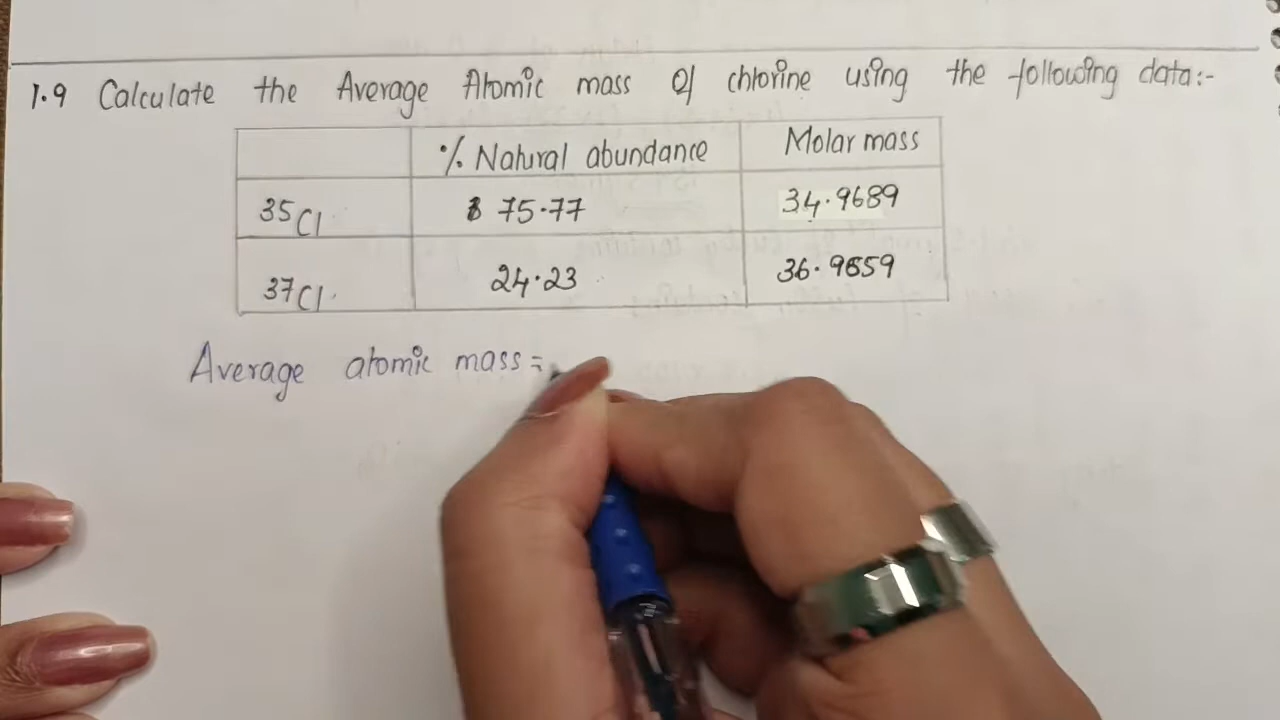 1.9 Calculate the Average Atomic mass of chlorine using the following data:-
% Natural abundance Molar mass
35Cl 75.77 34.9689
37Cl 24.23 36.9659
Average atomic mass =